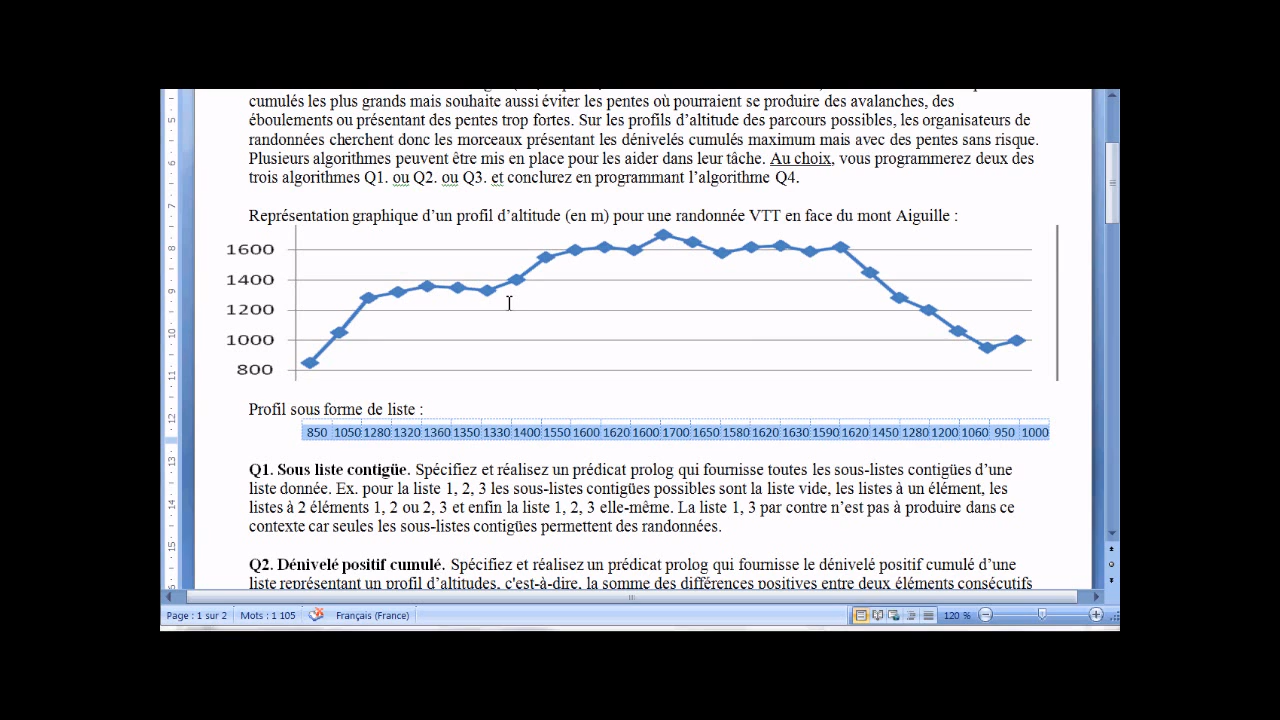 cumulés les plus grands mais souhaite aussi éviter les pentes où pourraient se produire des avalanches, des
éboulements ou présentant des pentes trop fortes. Sur les profils d'altitude des parcours possibles, les organisateurs de
randonnées cherchent donc les morceaux présentant les dénivelés cumulés maximum mais avec des pentes sans risque.
Plusieurs algorithmes peuvent être mis en place pour les aider dans leur tâche. Au choix, vous programmerez deux des
trois algorithmes Q1. ou Q2. ou Q3. et conclurez en programmant l'algorithme Q4.
Représentation graphique d'un profil d'altitude (en m) pour une randonnée VTT en face du mont Aiguille :
1600
1400
1200
1000
800
Profil sous forme de liste :
850 1050 1280 1320 1360 1350 1330 1400 1550 1600 1620 1600 1700 1650 1580 1620 1630 1590 1620 1450 1280 1200 1060 950 1000
Q1. Sous liste contigüe. Spécifiez et réalisez un prédicat prolog qui fournisse toutes les sous-listes contigües d'une
liste donnée. Ex. pour la liste 1, 2, 3 les sous-listes contigües possibles sont la liste vide, les listes à un élément, les
listes à 2 éléments 1, 2 ou 2, 3 et enfin la liste 1, 2, 3 elle-même. La liste 1, 3 par contre n'est pas à produire dans ce
contexte car seules les sous-listes contigües permettent des randonnées.
Q2. Dénivelé positif cumulé. Spécifiez et réalisez un prédicat prolog qui fournisse le dénivelé positif cumulé d'une
liste représentant un profil d'altitudes, c'est-à-dire, la somme des différences positives entre deux éléments consécutifs
Page : 1 sur 2 Mots : 1 105 Français (France) 120 %